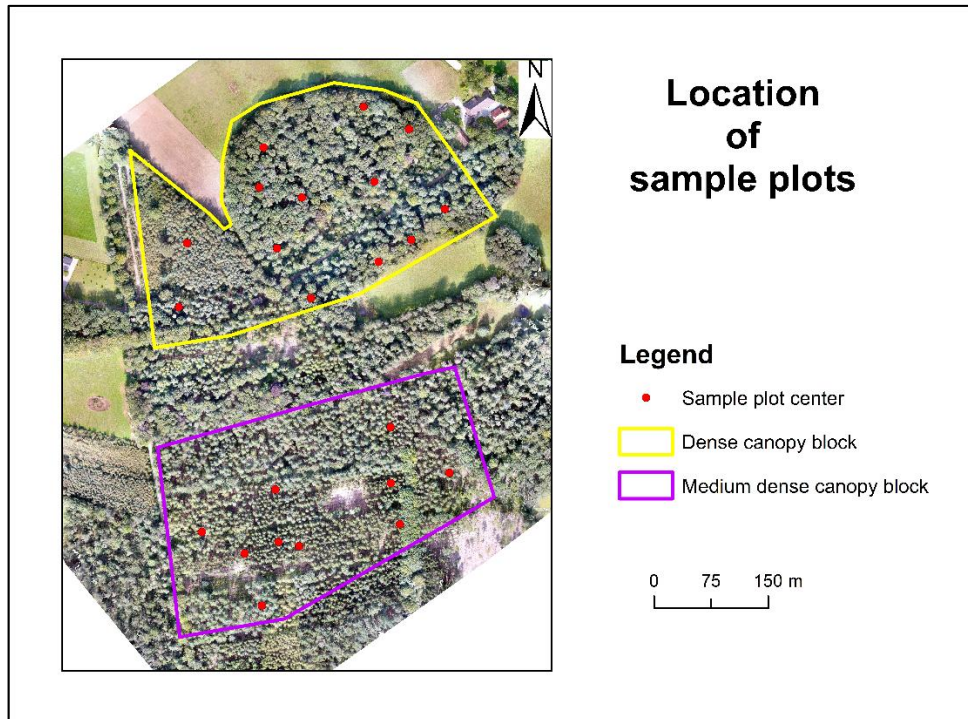 N
Location
of
sample plots
Legend
Sample plot center
Dense canopy block
Medium dense canopy block
0 75 150 m